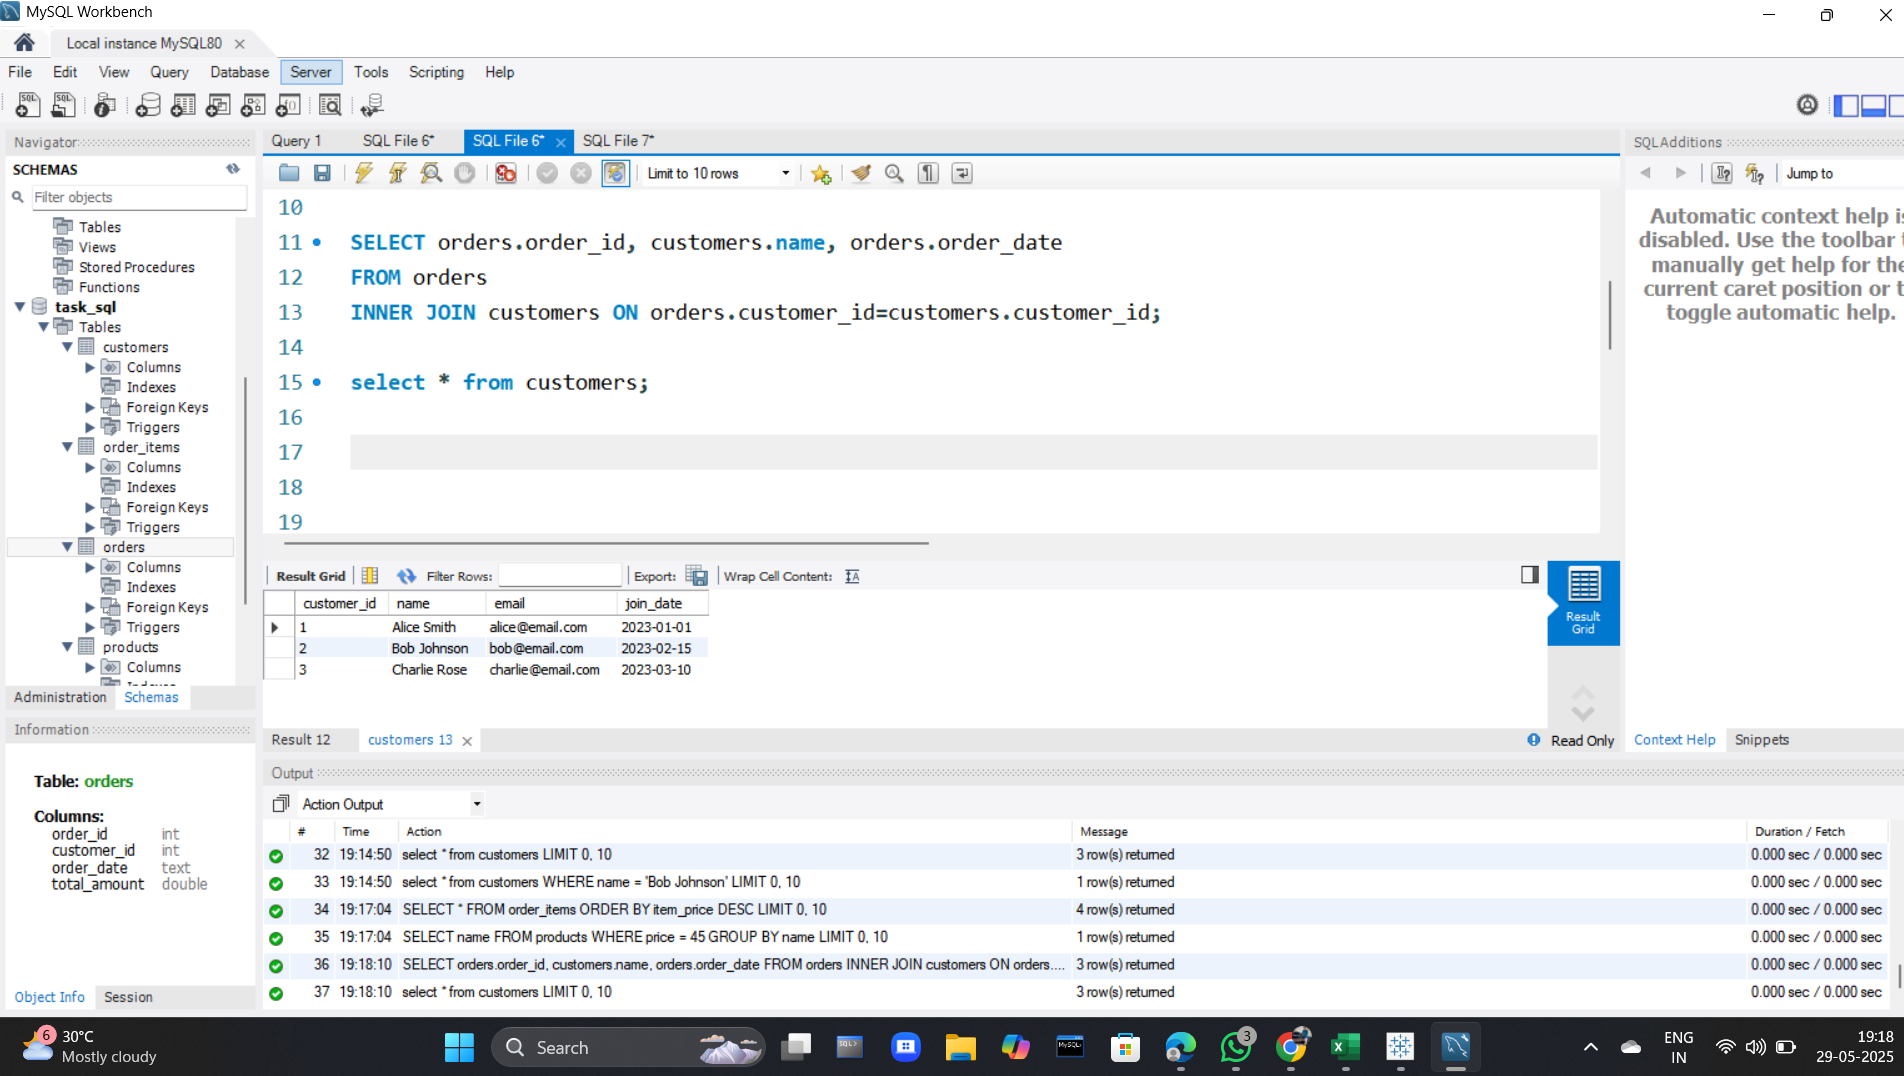 MySQL Workbench
Local instance MySQL80
File Edit View Query Database Server Tools Scripting Help
Navigator
SCHEMAS
Filter objects
Tables
Views
Stored Procedures
Functions
task_sql
Tables
customers
Columns
Indexes
Foreign Keys
Triggers
order_items
Columns
Indexes
Foreign Keys
Triggers
orders
Columns
Indexes
Foreign Keys
Triggers
products
Columns
Administration Schemas
Information
Table: orders
Columns:
order_id int
customer_id int
order_date text
total_amount double
Object Info Session
Query 1 SQL File 6* SQL File 6* SQL File 7*
Limit to 10 rows
10
11 SELECT orders.order_id, customers.name, orders.order_date
12 FROM orders
13 INNER JOIN customers ON orders.customer_id=customers.customer_id;
14
15 select * from customers;
16
17
18
19
Result Grid Filter Rows: Export: Wrap Cell Content:
customer_id name email join_date
1 Alice Smith alice@email.com 2023-01-01
2 Bob Johnson bob@email.com 2023-02-15
3 Charlie Rose charlie@email.com 2023-03-10
Result Grid
Result 12 customers 13 Read Only
Output
Action Output
# Time Action Message Duration / Fetch
32 19:14:50 select * from customers LIMIT 0, 10 3 row(s) returned 0.000 sec / 0.000 sec
33 19:14:50 select * from customers WHERE name = 'Bob Johnson' LIMIT 0, 10 1 row(s) returned 0.000 sec / 0.000 sec
34 19:17:04 SELECT * FROM order_items ORDER BY item_price DESC LIMIT 0, 10 4 row(s) returned 0.000 sec / 0.000 sec
35 19:17:04 SELECT name FROM products WHERE price = 45 GROUP BY name LIMIT 0, 10 1 row(s) returned 0.000 sec / 0.000 sec
36 19:18:10 SELECT orders.order_id, customers.name, orders.order_date FROM orders INNER JOIN customers ON orders.... 3 row(s) returned 0.000 sec / 0.000 sec
37 19:18:10 select * from customers LIMIT 0, 10 3 row(s) returned 0.000 sec / 0.000 sec
SQLAdditions
Jump to
Automatic context help is
disabled. Use the toolbar
manually get help for the
current caret position or
toggle automatic help.
Context Help Snippets
6
30°C
Mostly cloudy
Search
3
ENG
IN
19:18
29-05-2025